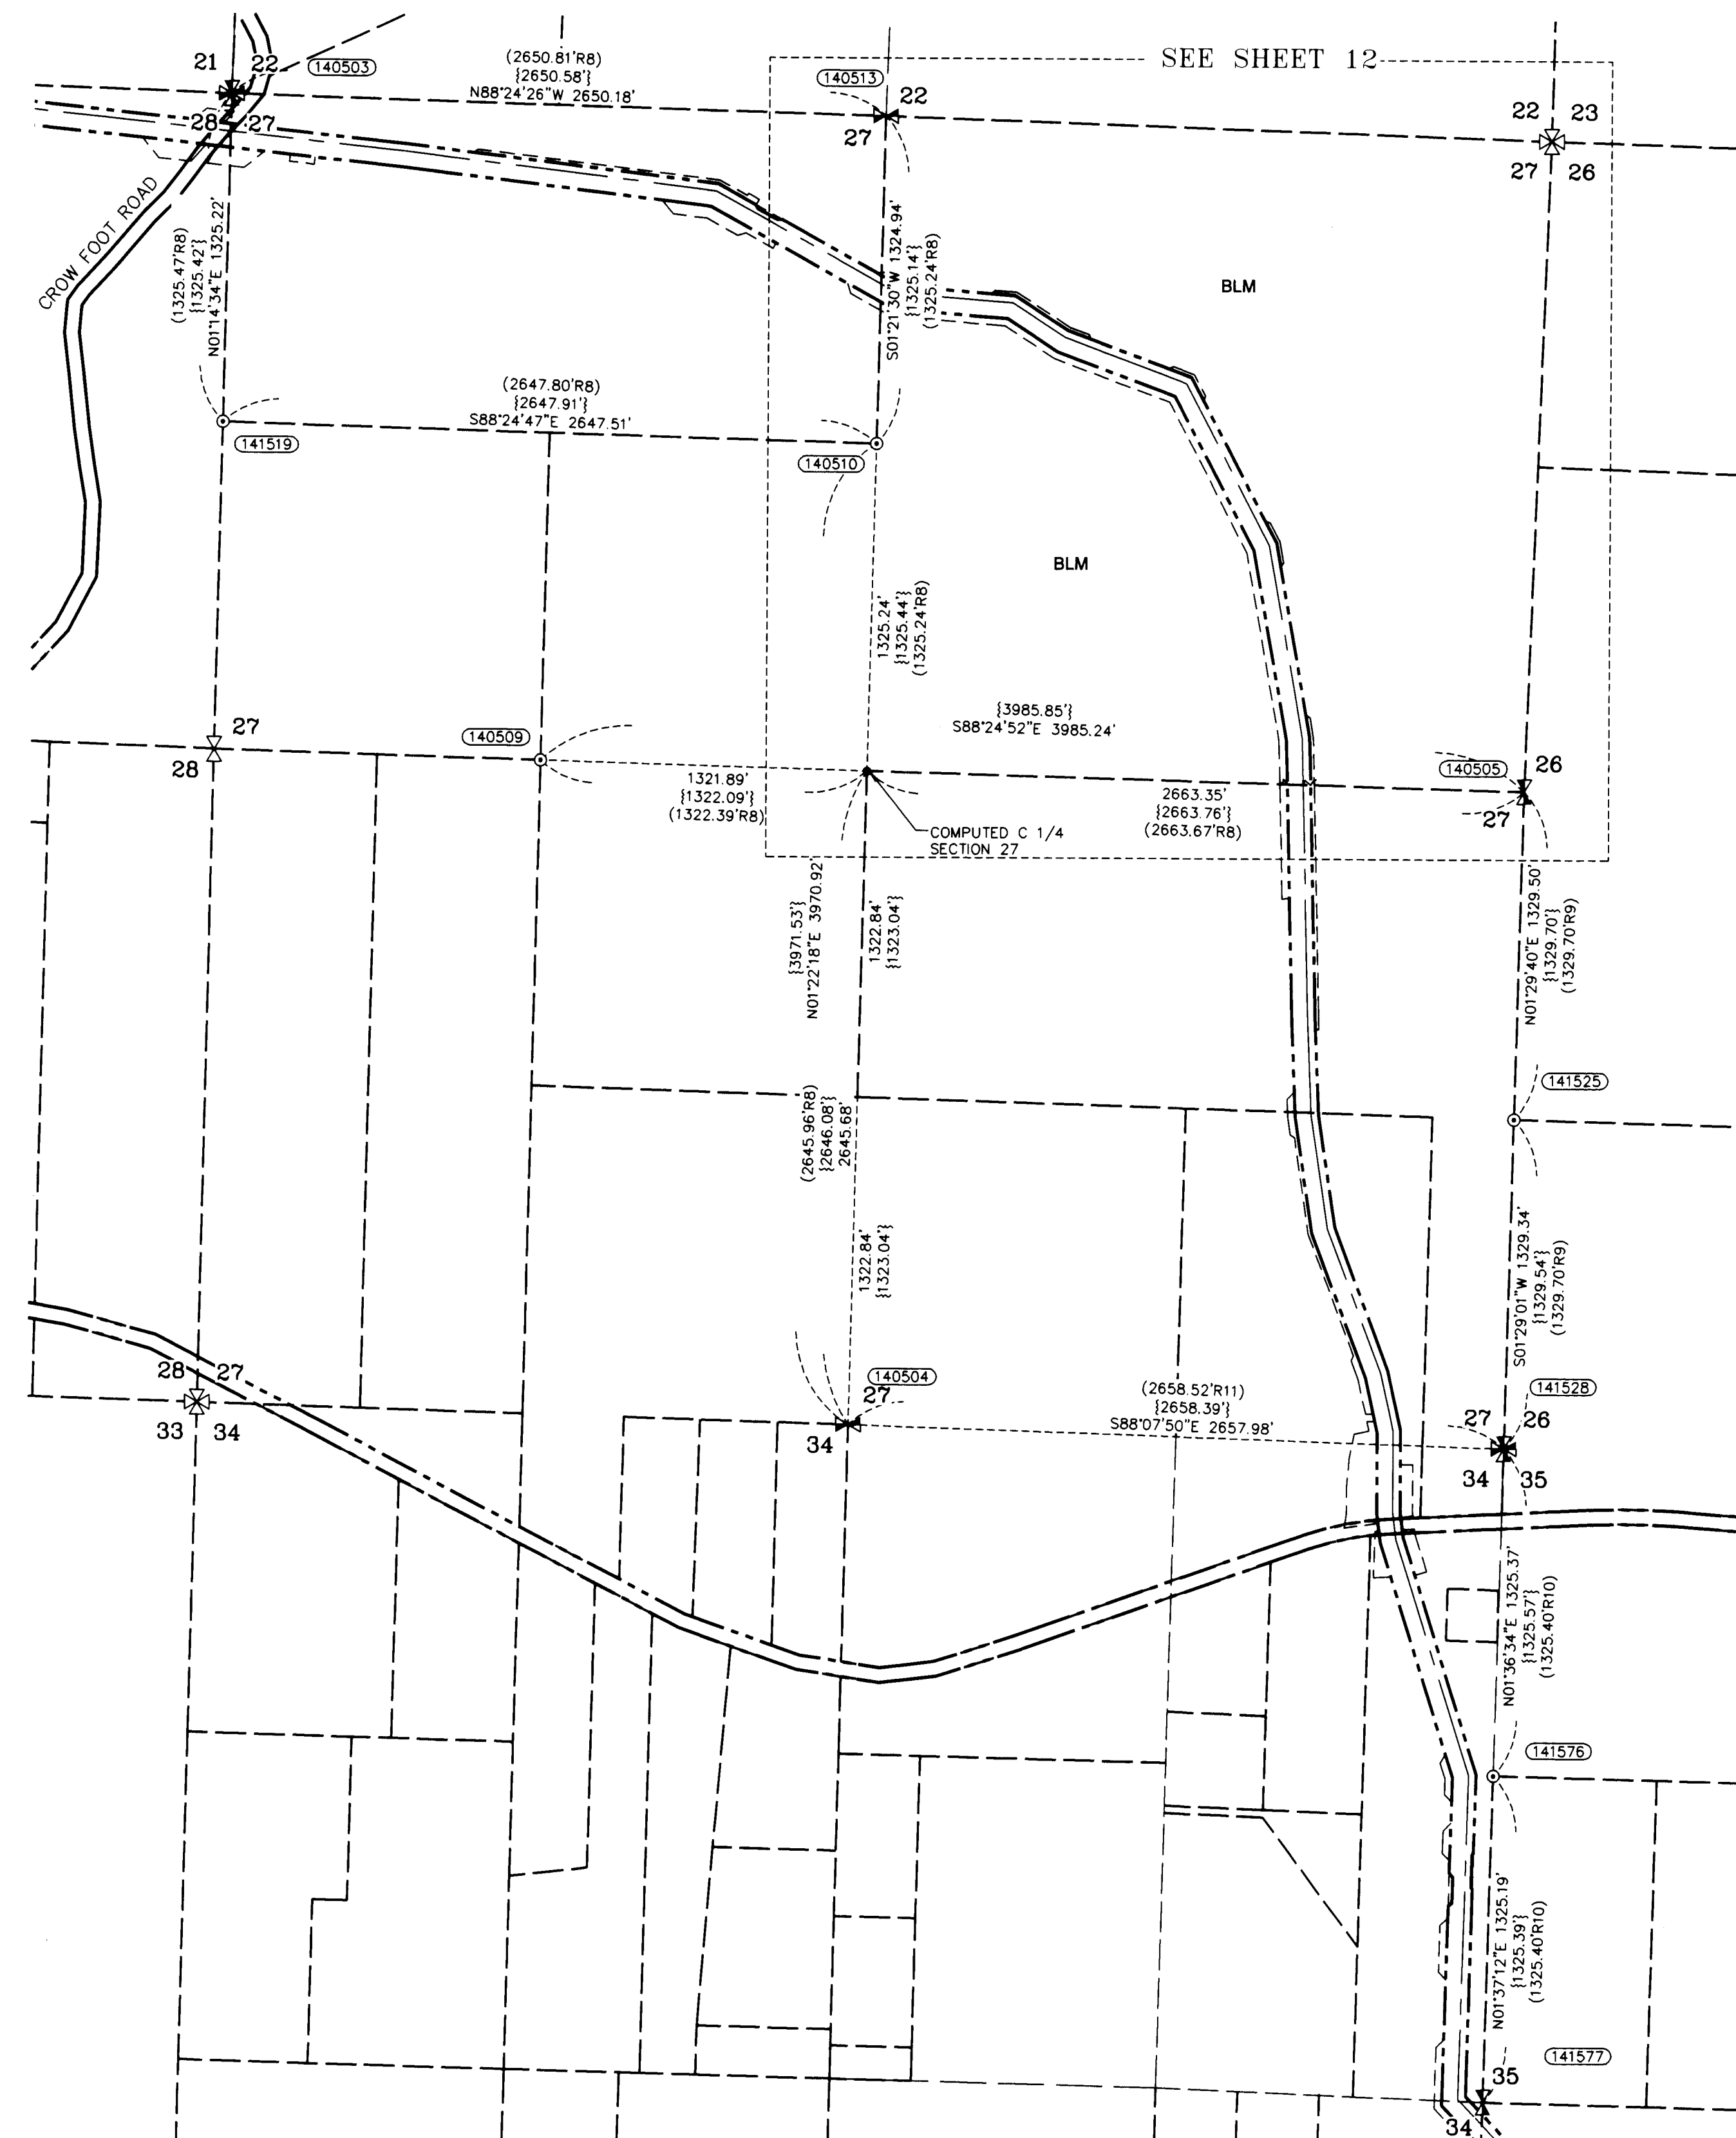 SEE SHEET 12
21
22
140503
(2650.81'R8)
{2650.58'}
N88°24'26"W 2650.18'
140513
22
27
22
23
27
26
28
27
CROW FOOT ROAD
(1325.47'R8)
{1325.42'}
N01°14'34"E 1325.22'
S01°21'30"W 1324.94'
{1325.14'}
(1325.24'R8)
BLM
(2647.80'R8)
{2647.91'}
S88°24'47"E 2647.51'
141519
140510
BLM
1325.24'
{1325.44'}
(1325.24'R8)
{3985.85'}
S88°24'52"E 3985.24'
27
28
140509
1321.89'
{1322.09'}
(1322.39'R8)
COMPUTED C 1/4
SECTION 27
2663.35'
{2663.76'}
(2663.67'R8)
140505
26
27
{3971.53'}
N01°22'18"E 3970.92'
1322.84'
{1323.04'}
N01°29'40"E 1329.50'
{1329.70'}
(1329.70'R9)
141525
(2645.96'R8)
{2646.08'}
2645.68'
1322.84'
{1323.04'}
S01°29'01"W 1329.34'
{1329.54'}
(1329.70'R9)
28
27
33
34
140504
27
34
(2658.52'R11)
{2658.39'}
S88°07'50"E 2657.98'
141528
27
26
34
35
N01°36'34"E 1325.37'
{1325.57'}
(1325.40'R10)
141576
N01°37'12"E 1325.19'
{1325.39'}
(1325.40'R10)
141577
35
34